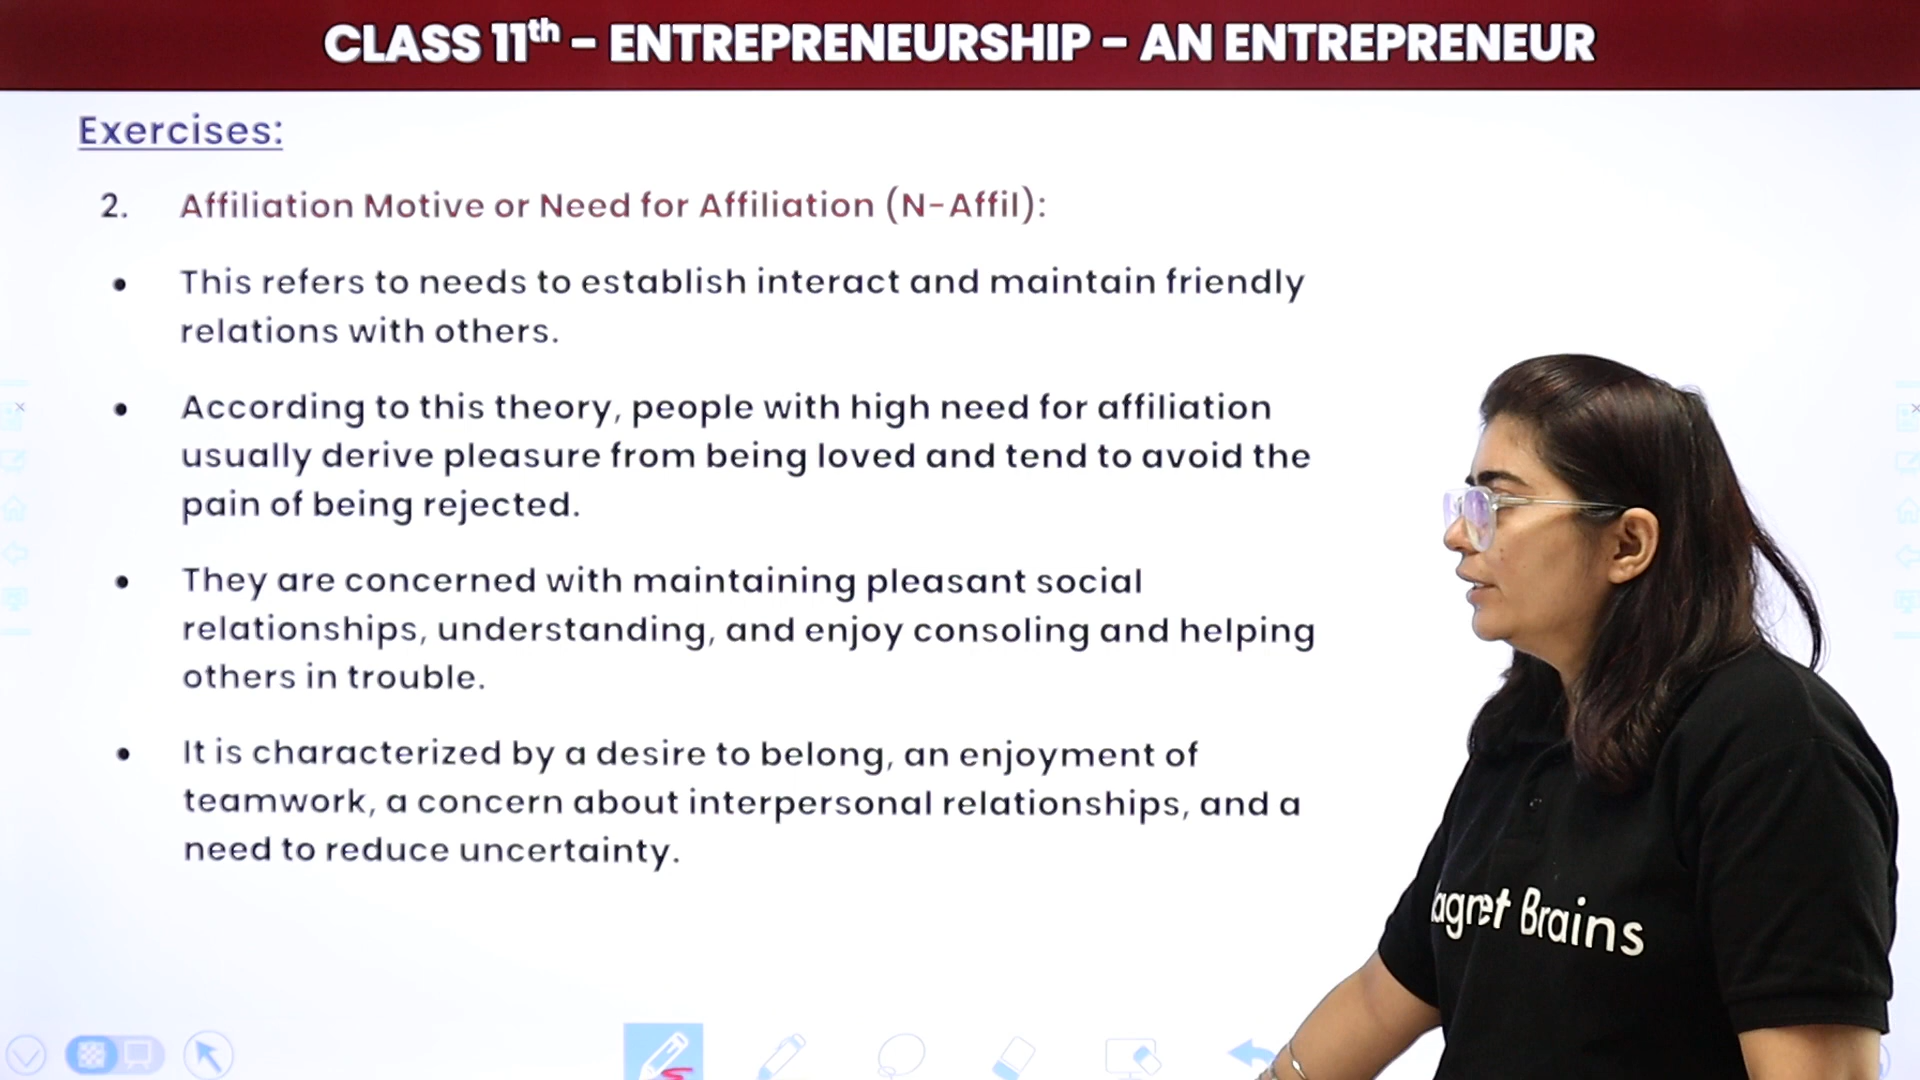 CLASS 11th - ENTREPRENEURSHIP - AN ENTREPRENEUR
Exercises:
2. Affiliation Motive or Need for Affiliation (N-Affil):
• This refers to needs to establish interact and maintain friendly
relations with others.
• According to this theory, people with high need for affiliation
usually derive pleasure from being loved and tend to avoid the
pain of being rejected.
• They are concerned with maintaining pleasant social
relationships, understanding, and enjoy consoling and helping
others in trouble.
• It is characterized by a desire to belong, an enjoyment of
teamwork, a concern about interpersonal relationships, and a
need to reduce uncertainty.
agnet Brains